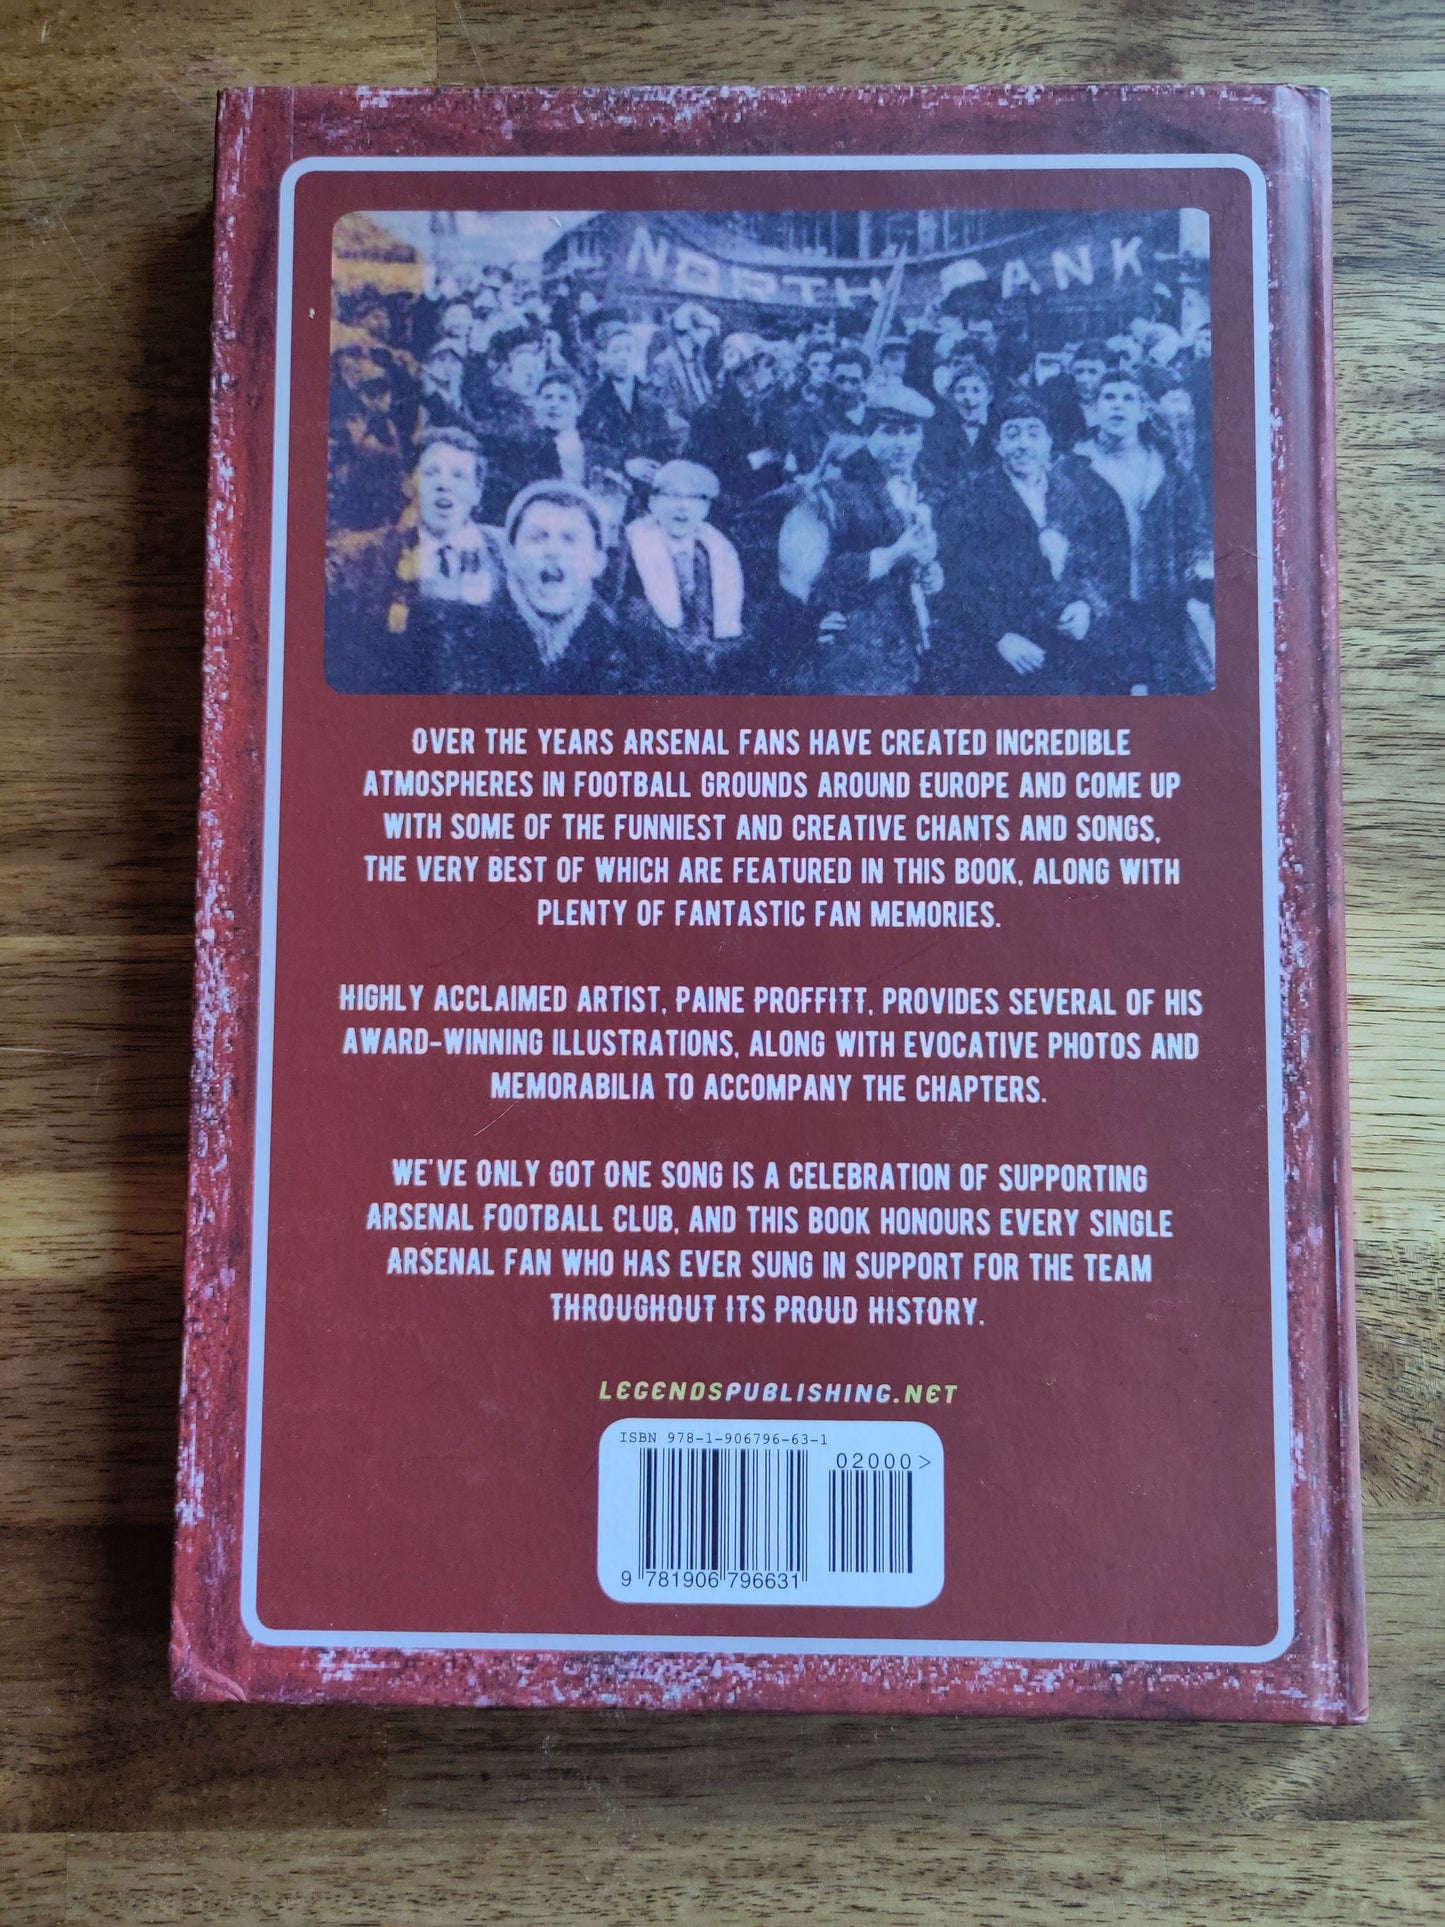 NORTH BANK
OVER THE YEARS ARSENAL FANS HAVE CREATED INCREDIBLE
ATMOSPHERES IN FOOTBALL GROUNDS AROUND EUROPE AND COME UP
WITH SOME OF THE FUNNIEST AND CREATIVE CHANTS AND SONGS,
THE VERY BEST OF WHICH ARE FEATURED IN THIS BOOK, ALONG WITH
PLENTY OF FANTASTIC FAN MEMORIES.
HIGHLY ACCLAIMED ARTIST, PAINE PROFFITT, PROVIDES SEVERAL OF HIS
AWARD-WINNING ILLUSTRATIONS, ALONG WITH EVOCATIVE PHOTOS AND
MEMORABILIA TO ACCOMPANY THE CHAPTERS.
WE'VE ONLY GOT ONE SONG IS A CELEBRATION OF SUPPORTING
ARSENAL FOOTBALL CLUB, AND THIS BOOK HONOURS EVERY SINGLE
ARSENAL FAN WHO HAS EVER SUNG IN SUPPORT FOR THE TEAM
THROUGHOUT ITS PROUD HISTORY.
LEGENDSPUBLISHING.NET
ISBN 978-1-906796-63-1
02000>
9 781906 796631